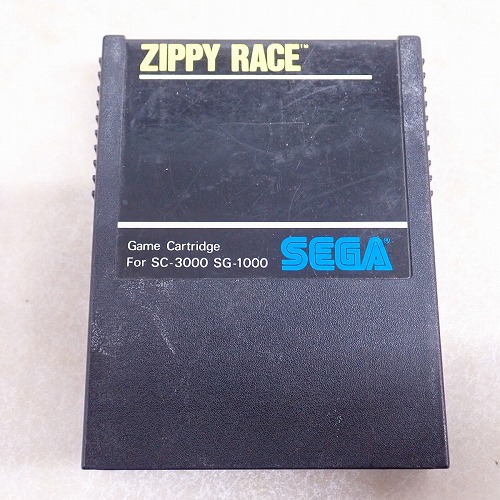 ZIPPY RACE™
Game Cartridge
For SC-3000 SG-1000
SEGA®